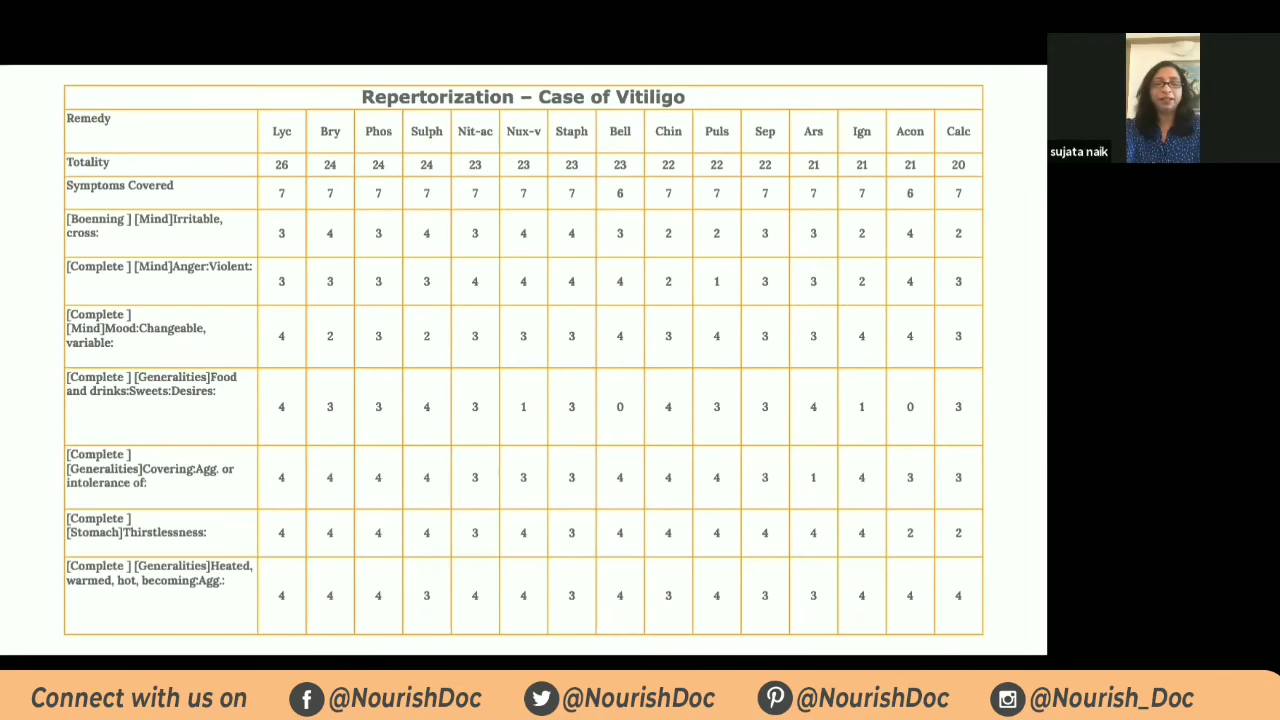 Repertorization – Case of Vitiligo
Remedy Lyc Bry Phos Sulph Nit-ac Nux-v Staph Bell Chin Puls Sep Ars Ign Acon Calc
Totality 26 24 24 24 23 23 23 23 22 22 22 21 21 21 20
Symptoms Covered 7 7 7 7 7 7 7 6 7 7 7 7 7 6 7
[Boenning ] [Mind]Irritable,
cross: 3 4 3 4 3 4 4 3 2 2 3 3 2 4 2
[Complete ] [Mind]Anger:Violent: 3 3 3 3 4 4 4 4 2 1 3 3 2 4 3
[Complete ]
[Mind]Mood:Changeable,
variable: 4 2 3 2 3 3 3 4 3 4 3 3 4 4 3
[Complete ] [Generalities]Food
and drinks:Sweets:Desires: 4 3 3 4 3 1 3 0 4 3 3 4 1 0 3
[Complete ]
[Generalities]Covering:Agg. or
intolerance of: 4 4 4 4 3 3 3 4 4 4 3 1 4 3 3
[Complete ]
[Stomach]Thirstlessness: 4 4 4 4 3 4 3 4 4 4 4 4 4 2 2
[Complete ] [Generalities]Heated,
warmed, hot, becoming:Agg.: 4 4 4 3 4 4 3 4 3 4 3 3 4 4 4
sujata naik
Connect with us on @NourishDoc @NourishDoc @NourishDoc @Nourish_Doc